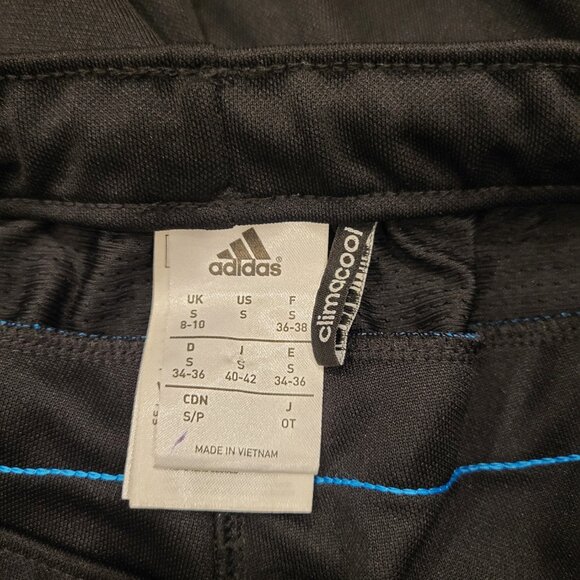 adidas
UK US F
S S S
8-10 36-38
D I E
S S S
34-36 40-42 34-36
CDN J
S/P OT
MADE IN VIETNAM
climacool